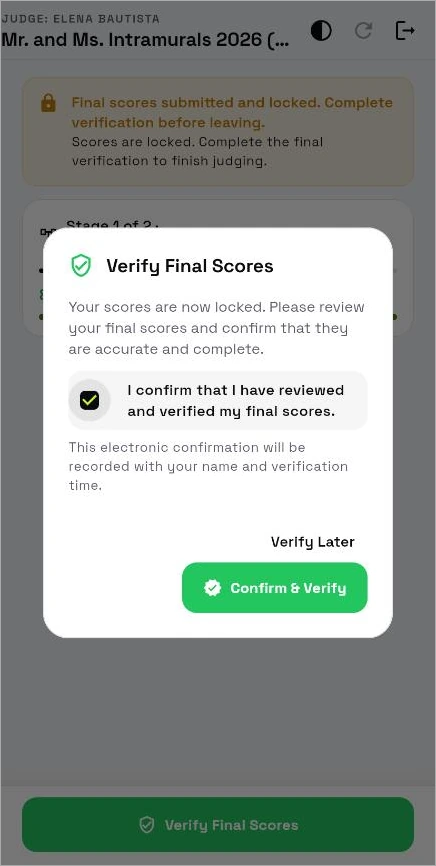 JUDGE: ELENA BAUTISTA
Mr. and Ms. Intramurals 2026 (...
Final scores submitted and locked. Complete
verification before leaving.
Scores are locked. Complete the final
verification to finish judging.
Stage 1 of 2 ·
Verify Final Scores
Your scores are now locked. Please review
your final scores and confirm that they
are accurate and complete.
I confirm that I have reviewed
and verified my final scores.
This electronic confirmation will be
recorded with your name and verification
time.
Verify Later
Confirm & Verify
Verify Final Scores